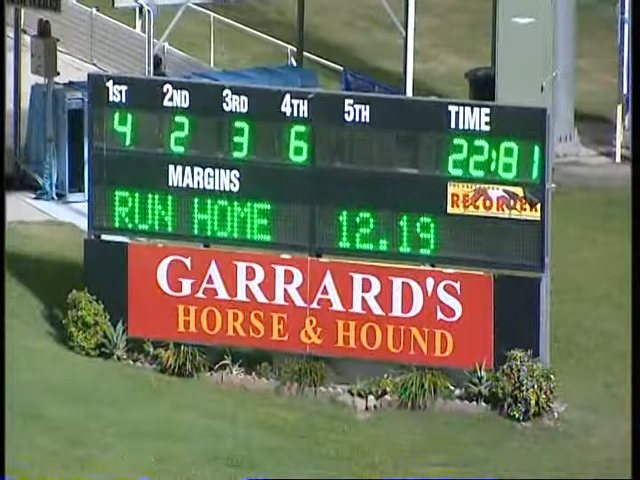 1ST 2ND 3RD 4TH 5TH TIME
4 2 3 6 22:81
MARGINS
RECORDER
RUN HOME 12.19
GARRARD'S
HORSE & HOUND